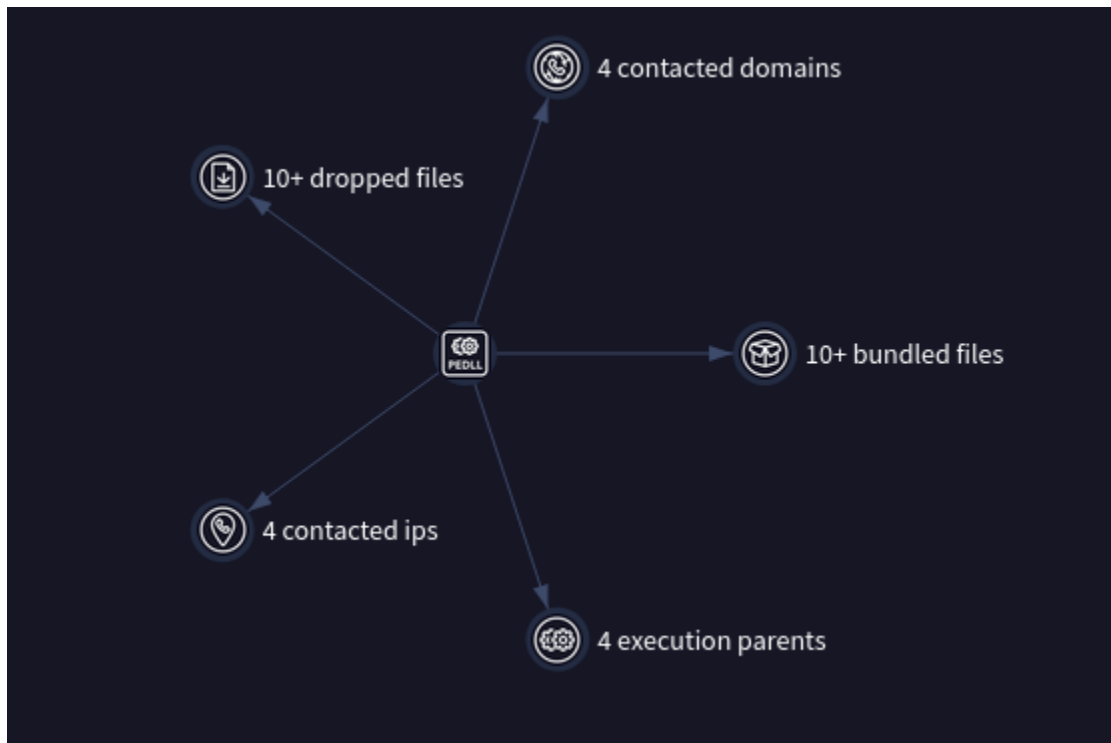 4 contacted domains
10+ dropped files
PEDLL
10+ bundled files
4 contacted ips
4 execution parents